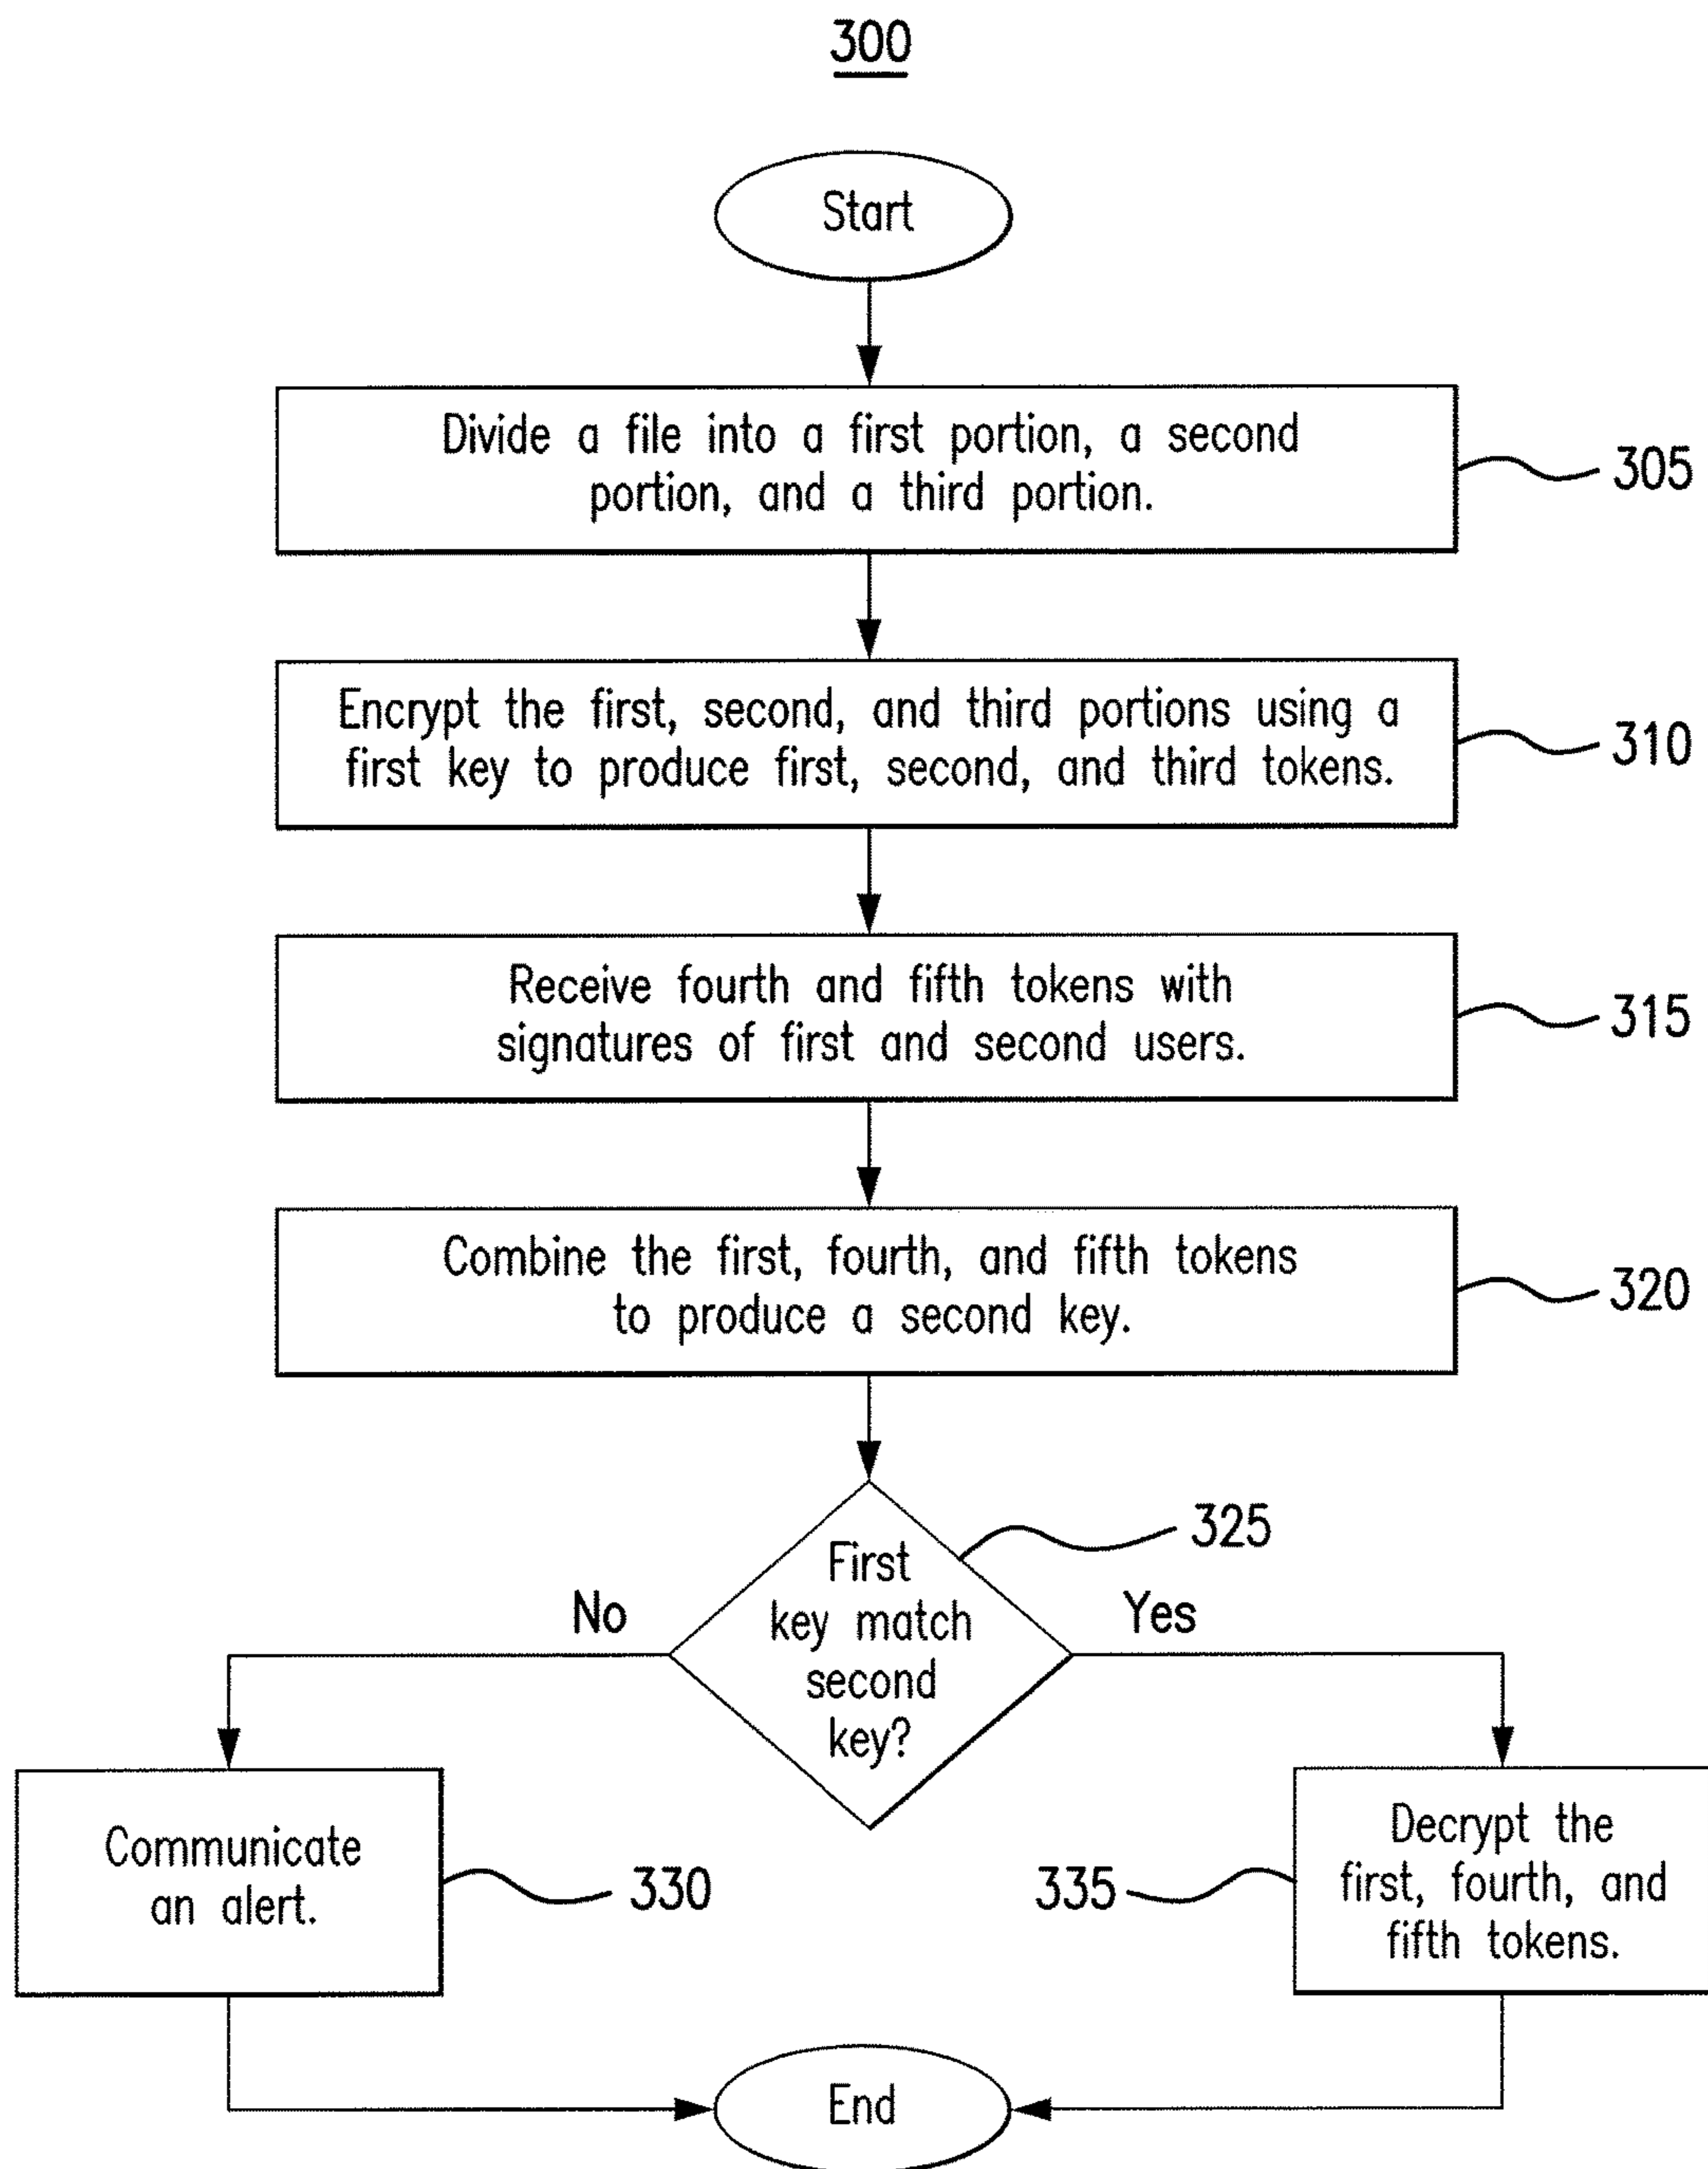 300
Start
Divide a file into a first portion, a second
portion, and a third portion.
305
Encrypt the first, second, and third portions using a
first key to produce first, second, and third tokens.
310
Receive fourth and fifth tokens with
signatures of first and second users.
315
Combine the first, fourth, and fifth tokens
to produce a second key.
320
325
First
key match
second
key?
No
Yes
Communicate
an alert.
330
335
Decrypt the
first, fourth, and
fifth tokens.
End